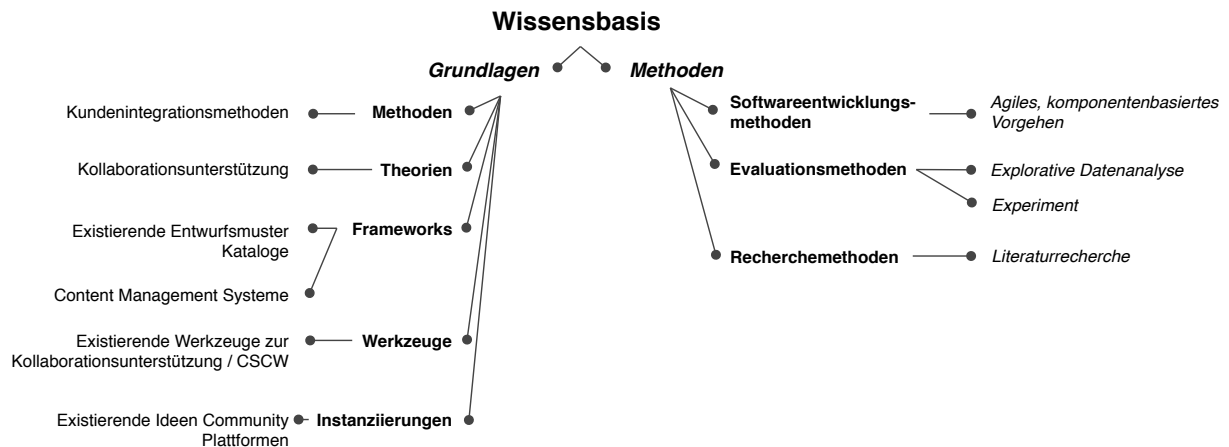 Wissensbasis
Grundlagen
Methoden
Kundenintegrationsmethoden
Methoden
Kollaborationsunterstützung
Theorien
Existierende Entwurfsmuster
Kataloge
Frameworks
Content Management Systeme
Existierende Werkzeuge zur
Kollaborationsunterstützung / CSCW
Werkzeuge
Existierende Ideen Community
Plattformen
Instanziierungen
Softwareentwicklungs-
methoden
Agiles, komponentenbasiertes
Vorgehen
Evaluationsmethoden
Explorative Datenanalyse
Experiment
Recherchemethoden
Literaturrecherche